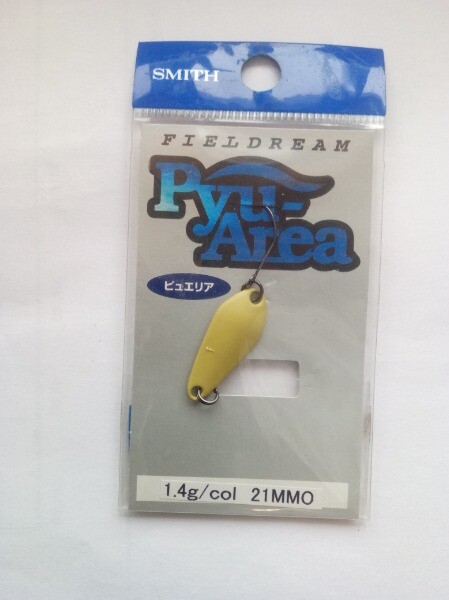 SMITH
FIELDREAM
Pyu-
Area
ピュエリア
1.4g/col 21MMO